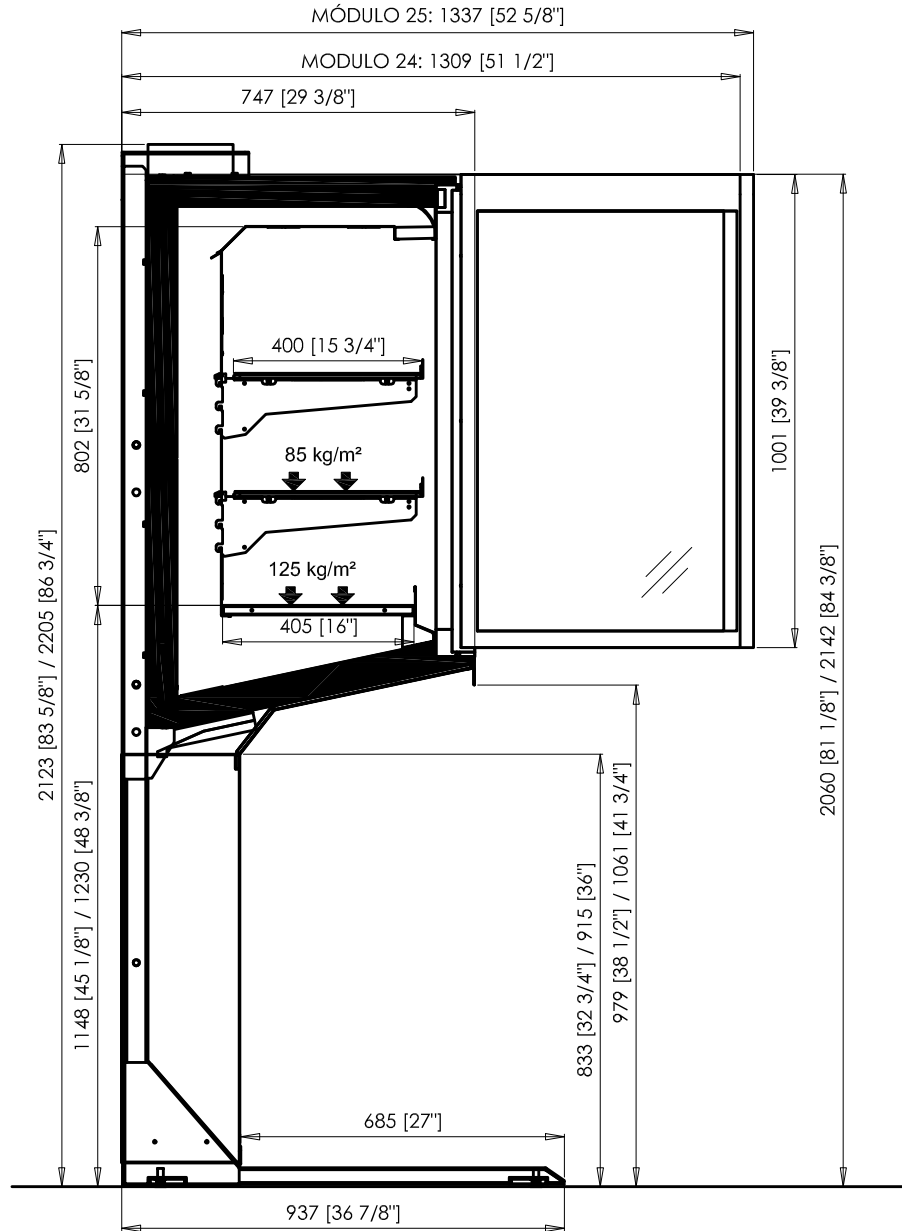 MÓDULO 25: 1337 [52 5/8"]
MODULO 24: 1309 [51 1/2"]
747 [29 3/8"]
400 [15 3/4"]
802 [31 5/8"]
1001 [39 3/8"]
85 kg/m²
125 kg/m²
405 [16"]
2123 [83 5/8"] / 2205 [86 3/4"]
2060 [81 1/8"] / 2142 [84 3/8"]
1148 [45 1/8"] / 1230 [48 3/8"]
833 [32 3/4"] / 915 [36"]
979 [38 1/2"] / 1061 [41 3/4"]
685 [27"]
937 [36 7/8"]